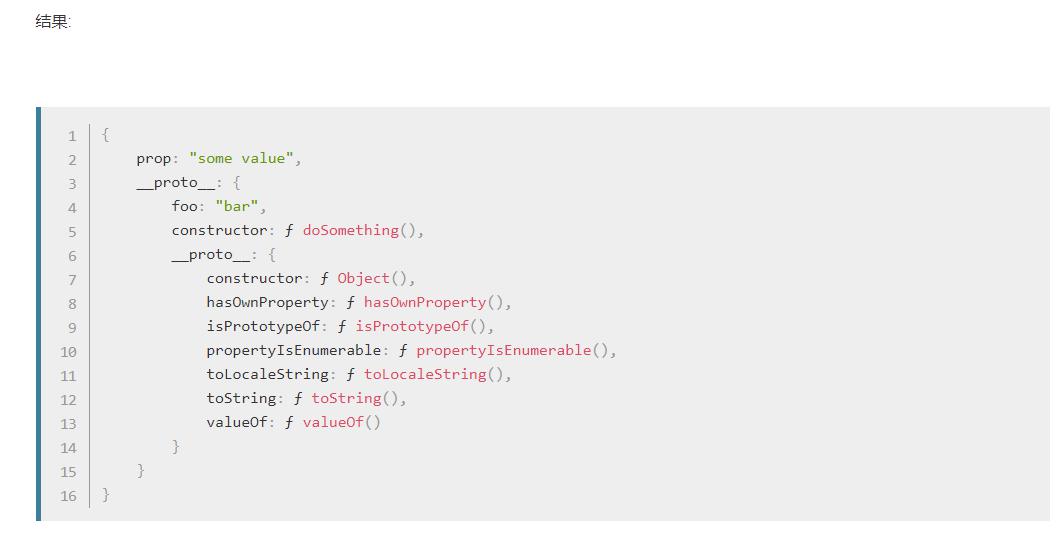 结果:
1 {
2     prop: "some value",
3     __proto__: {
4         foo: "bar",
5         constructor: ƒ doSomething(),
6         __proto__: {
7             constructor: ƒ Object(),
8             hasOwnProperty: ƒ hasOwnProperty(),
9             isPrototypeOf: ƒ isPrototypeOf(),
10             propertyIsEnumerable: ƒ propertyIsEnumerable(),
11             toLocaleString: ƒ toLocaleString(),
12             toString: ƒ toString(),
13             valueOf: ƒ valueOf()
14         }
15     }
16 }